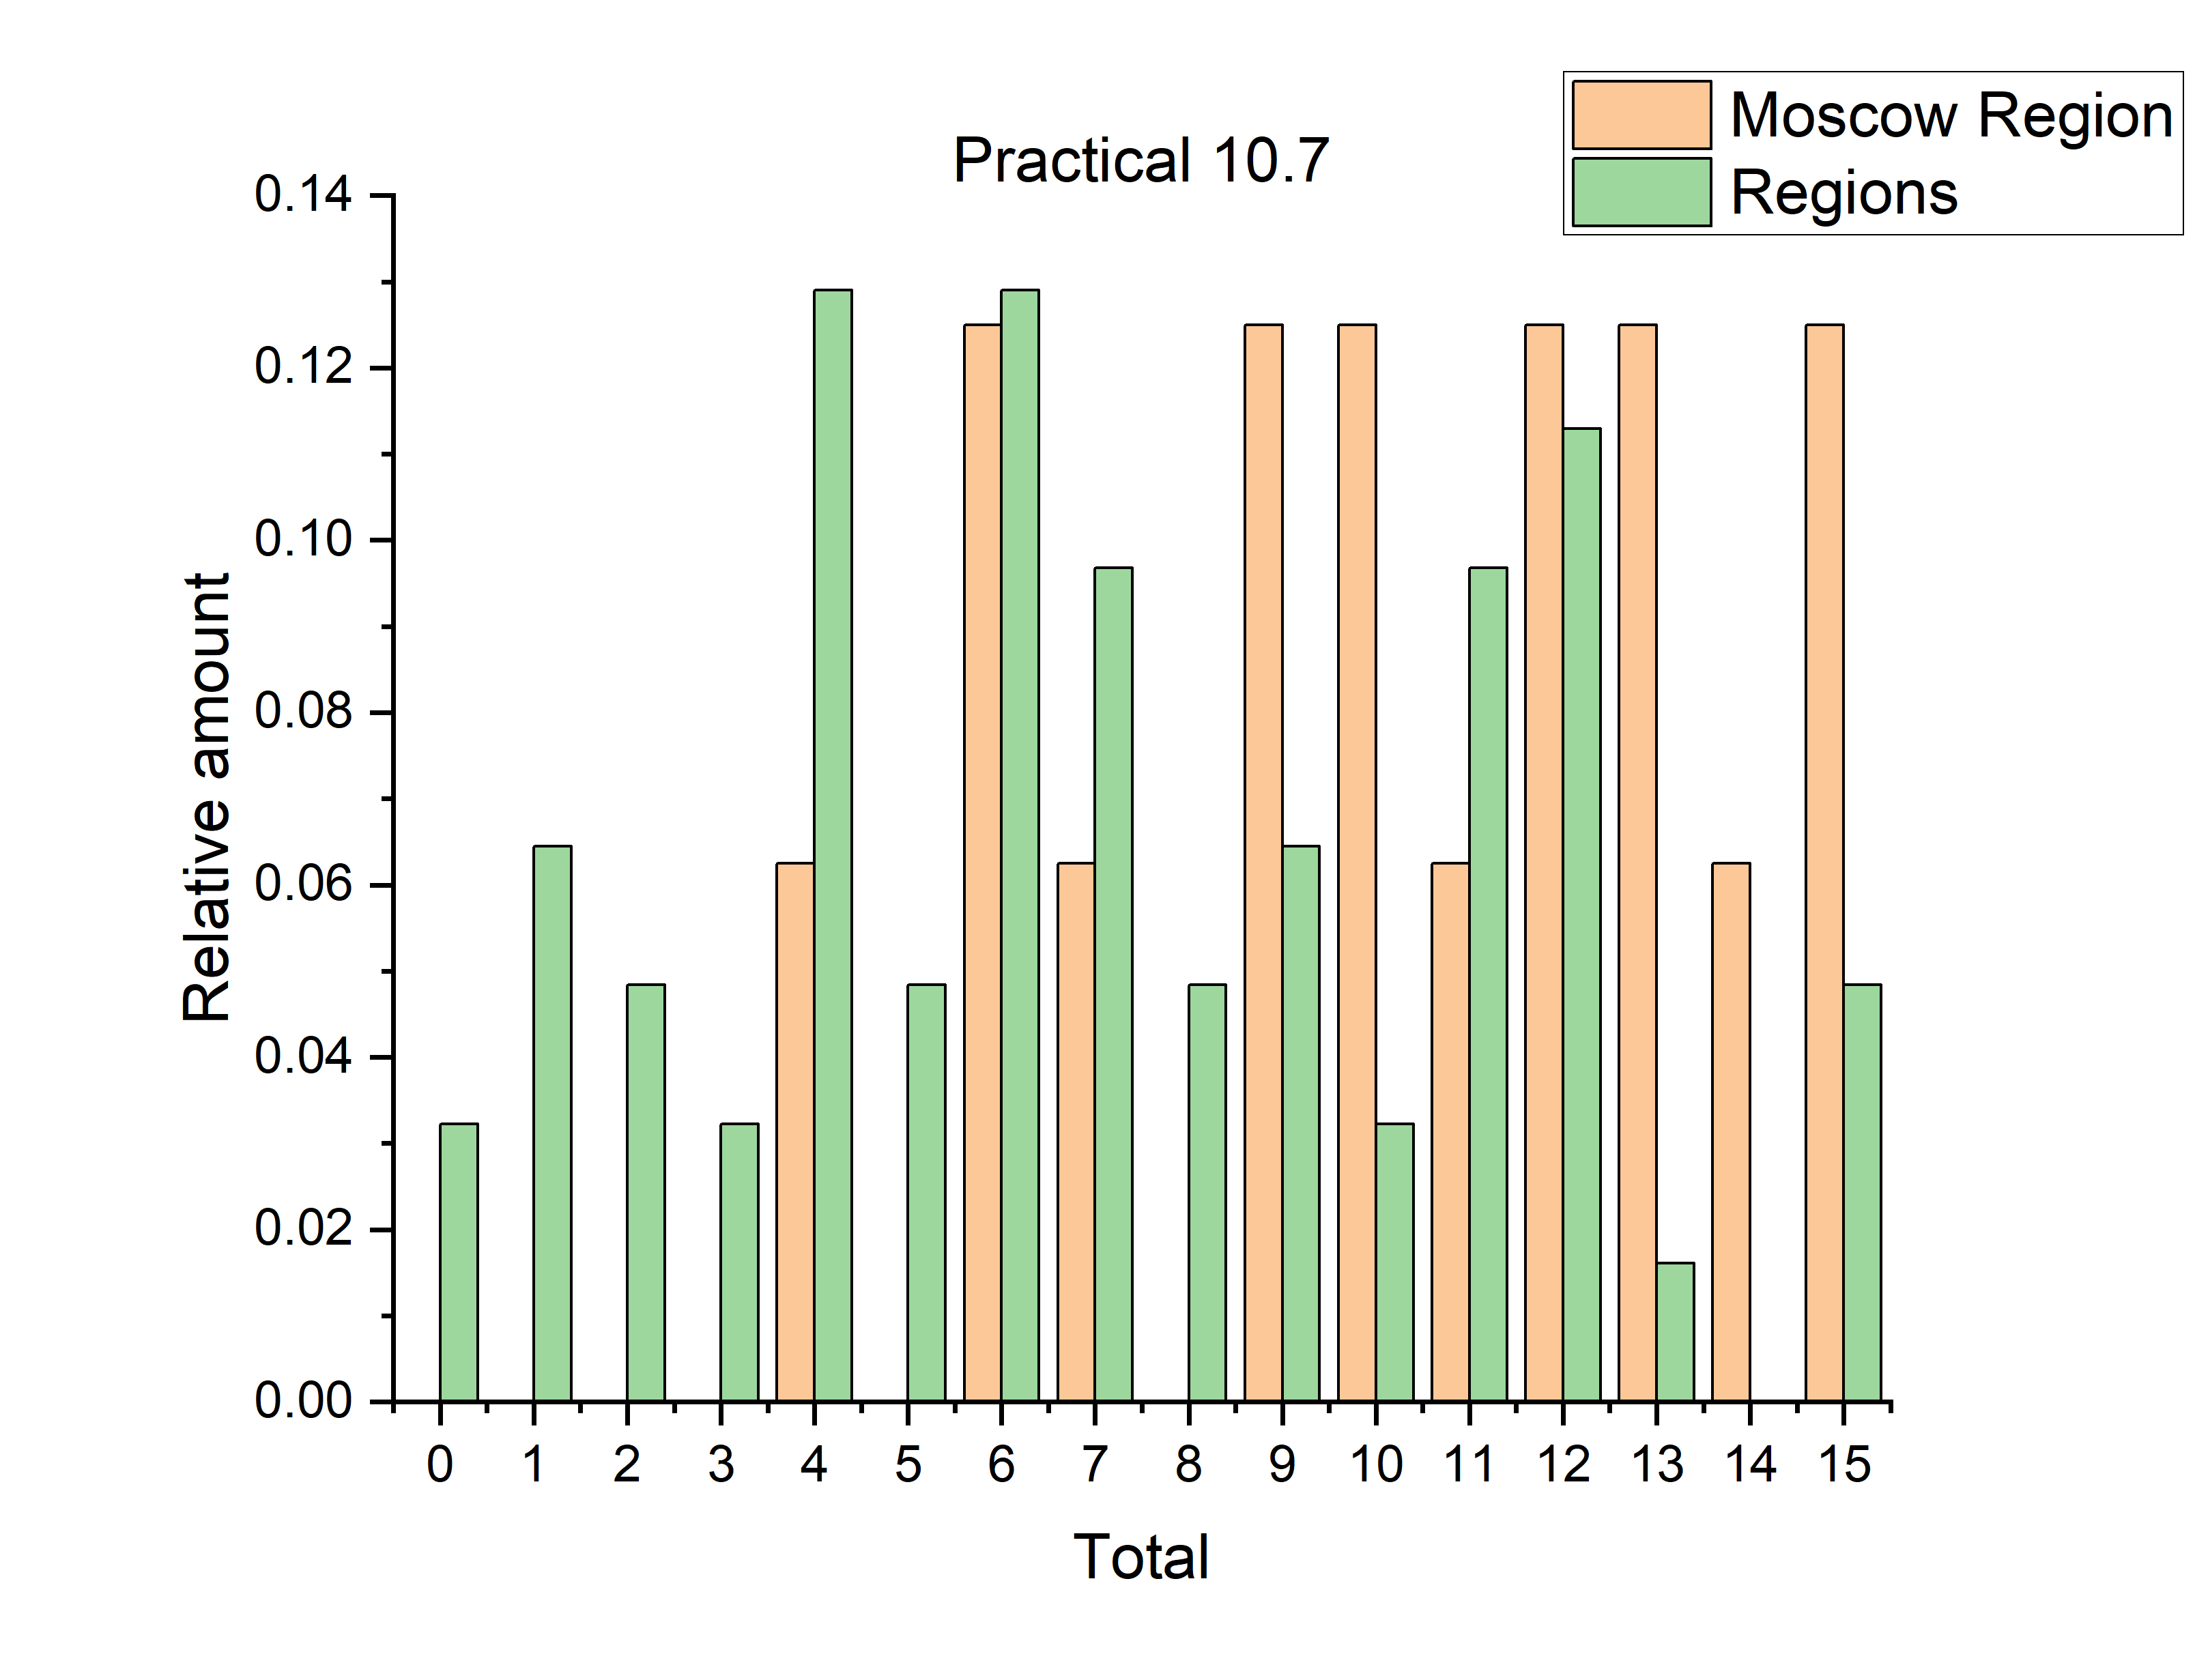 Moscow Region
Regions
Practical 10.7
0.14
0.12
0.10
0.08
0.06
0.04
0.02
0.00
Relative amount
0 1 2 3 4 5 6 7 8 9 10 11 12 13 14 15
Total